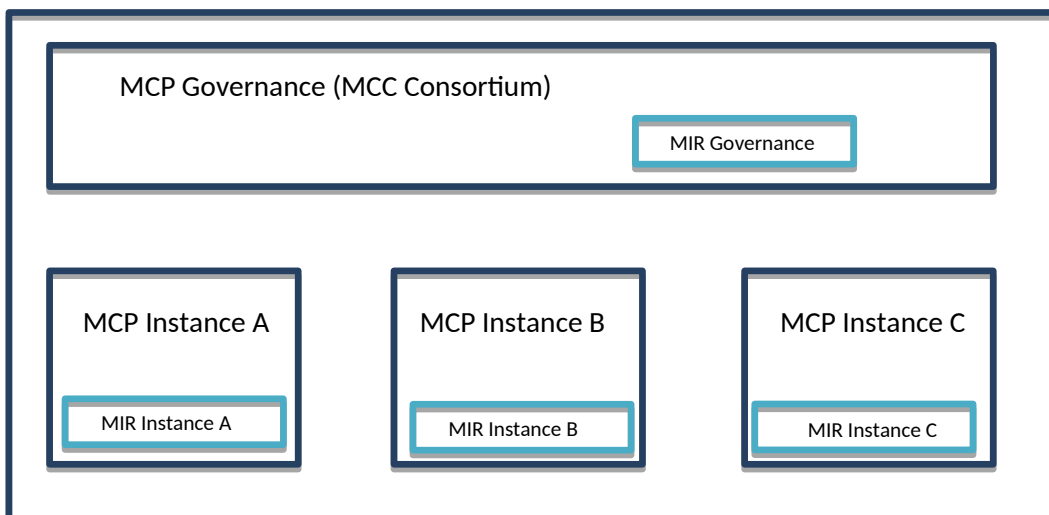 MCP Governance (MCC Consortium)
MIR Governance
MCP Instance A
MCP Instance B
MCP Instance C
MIR Instance A
MIR Instance B
MIR Instance C